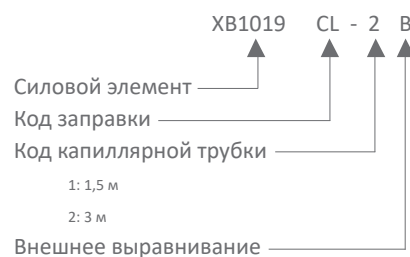 XB1019 CL - 2 B
Силовой элемент
Код заправки
Код капиллярной трубки
1: 1,5 м
2: 3 м
Внешнее выравнивание